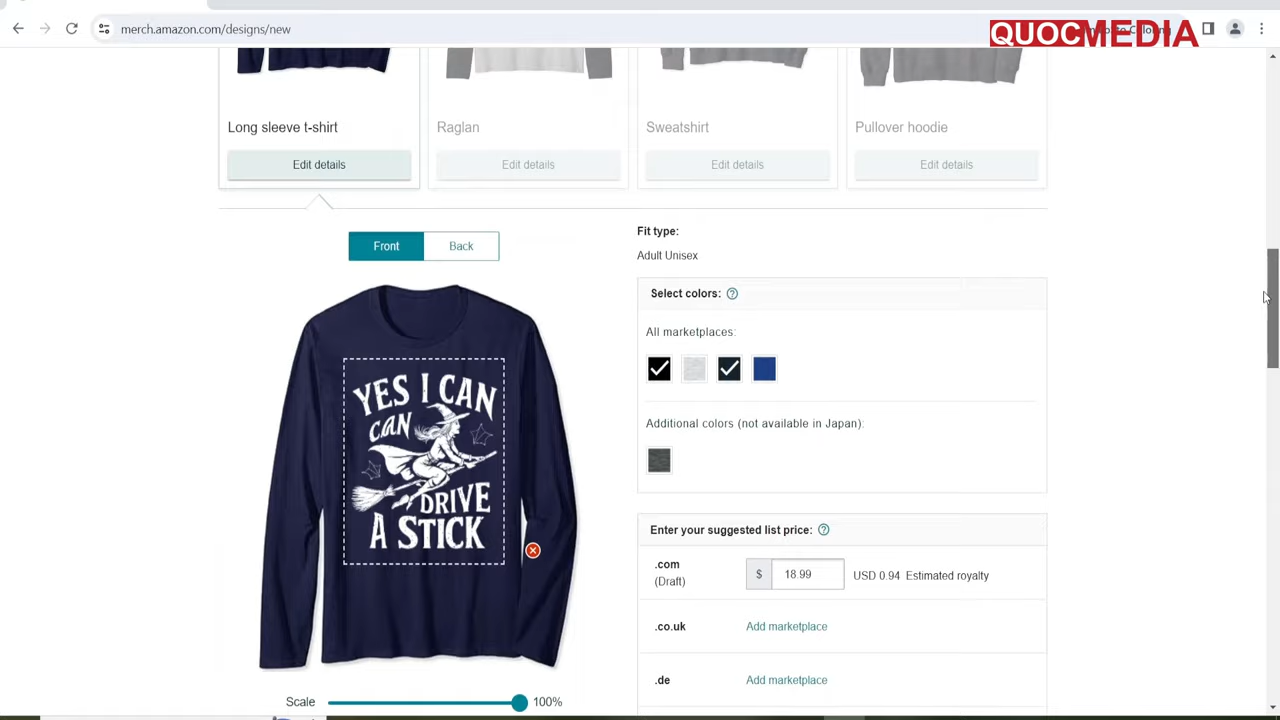 merch.amazon.com/designs/new
QUOCMEDIA
Long sleeve t-shirt
Raglan
Sweatshirt
Pullover hoodie
Edit details
Edit details
Edit details
Edit details
Front
Back
Fit type:
Adult Unisex
Select colors:
All marketplaces:
Additional colors (not available in Japan):
YES I CAN
CAN
DRIVE
A STICK
Enter your suggested list price:
.com
(Draft)
$
18.99
USD 0.94 Estimated royalty
.co.uk
Add marketplace
.de
Add marketplace
Scale
100%